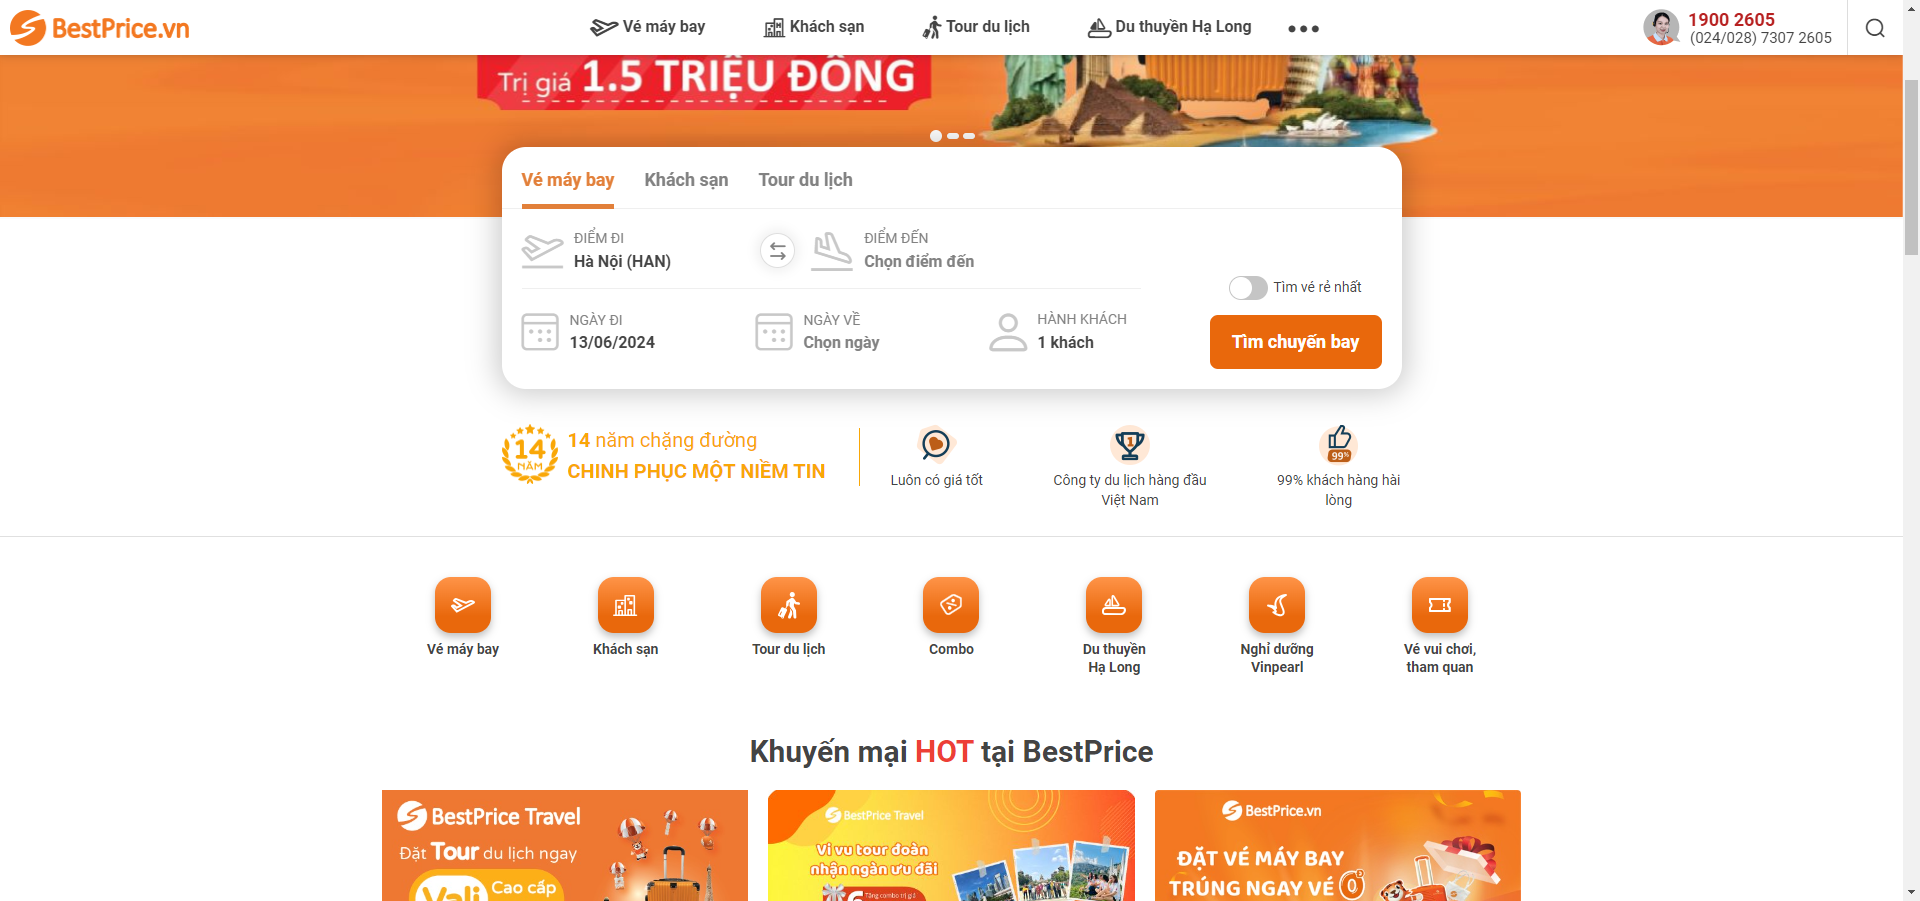 BestPrice.vn
Vé máy bay
Khách sạn
Tour du lịch
Du thuyền Hạ Long
1900 2605
(024/028) 7307 2605
Trị giá 1.5 TRIỆU ĐỒNG
Vé máy bay
Khách sạn
Tour du lịch
ĐIỂM ĐI
Hà Nội (HAN)
ĐIỂM ĐẾN
Chọn điểm đến
Tìm vé rẻ nhất
NGÀY ĐI
13/06/2024
NGÀY VỀ
Chọn ngày
HÀNH KHÁCH
1 khách
Tìm chuyến bay
14
NĂM
14 năm chặng đường
CHINH PHỤC MỘT NIỀM TIN
Luôn có giá tốt
1
Công ty du lịch hàng đầu
Việt Nam
99%
99% khách hàng hài
lòng
Vé máy bay
Khách sạn
Tour du lịch
Combo
Du thuyền
Hạ Long
Nghỉ dưỡng
Vinpearl
Vé vui chơi,
tham quan
Khuyến mại HOT tại BestPrice
BestPrice Travel
Đặt Tour du lịch ngay
Vali Cao cấp
BestPrice Travel
Vi vu tour đoàn
nhận ngàn ưu đãi
Tặng combo trị giá
BestPrice.vn
ĐẶT VÉ MÁY BAY
TRÚNG NGAY VÉ 0đ